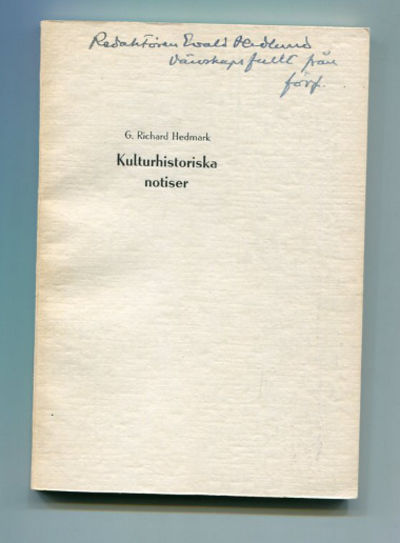 Redaktören Ewald Hedlund
vänskapsfullt från
förf.
G. Richard Hedmark
Kulturhistoriska
notiser